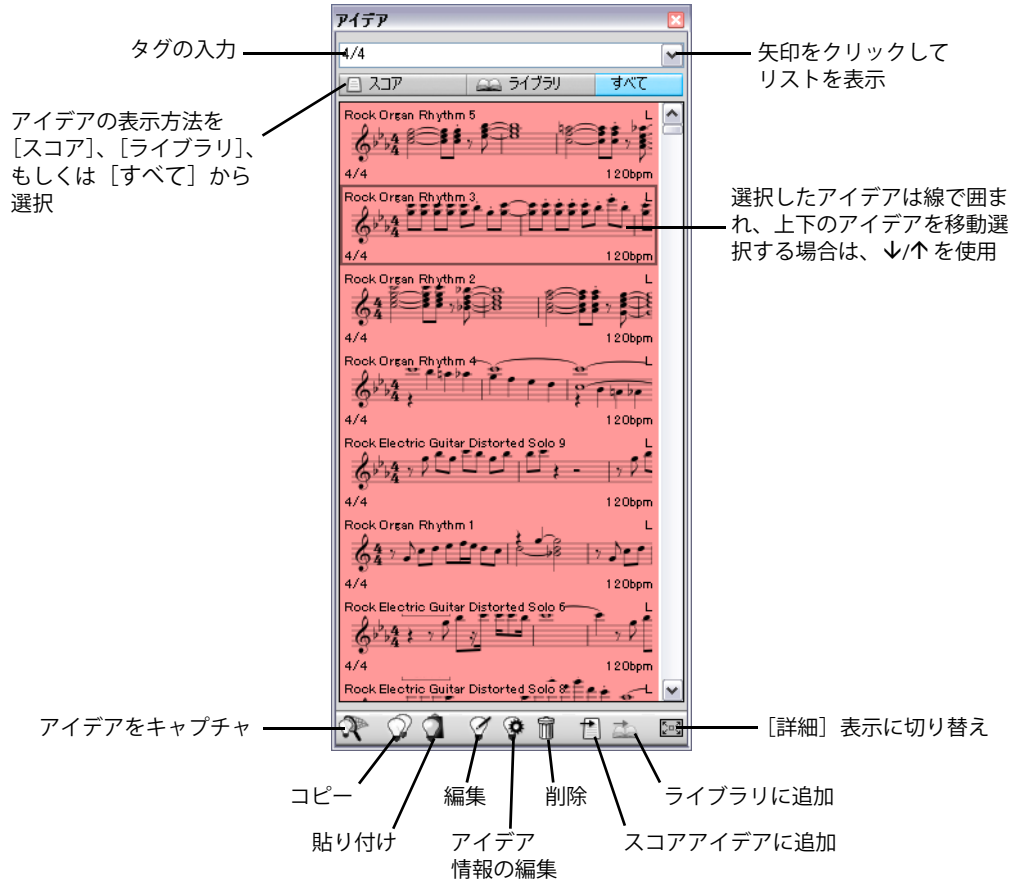 アイデア
タグの入力
4/4
矢印をクリックして
リストを表示
スコア
ライブラリ
すべて
アイデアの表示方法を
［スコア］、［ライブラリ］、
もしくは［すべて］から
選択
Rock Organ Rhythm 5 L
4/4 120bpm
Rock Organ Rhythm 3 L
4/4 120bpm
選択したアイデアは線で囲ま
れ、上下のアイデアを移動選
択する場合は、↓/↑ を使用
Rock Organ Rhythm 2 L
4/4 120bpm
Rock Organ Rhythm 4 L
4/4 120bpm
Rock Electric Guitar Distorted Solo 9 L
4/4 120bpm
Rock Organ Rhythm 1 L
4/4 120bpm
Rock Electric Guitar Distorted Solo 6 L
4/4 120bpm
Rock Electric Guitar Distorted Solo 8 L
アイデアをキャプチャ
［詳細］表示に切り替え
コピー
編集
削除
ライブラリに追加
貼り付け
アイデア
情報の編集
スコアアイデアに追加